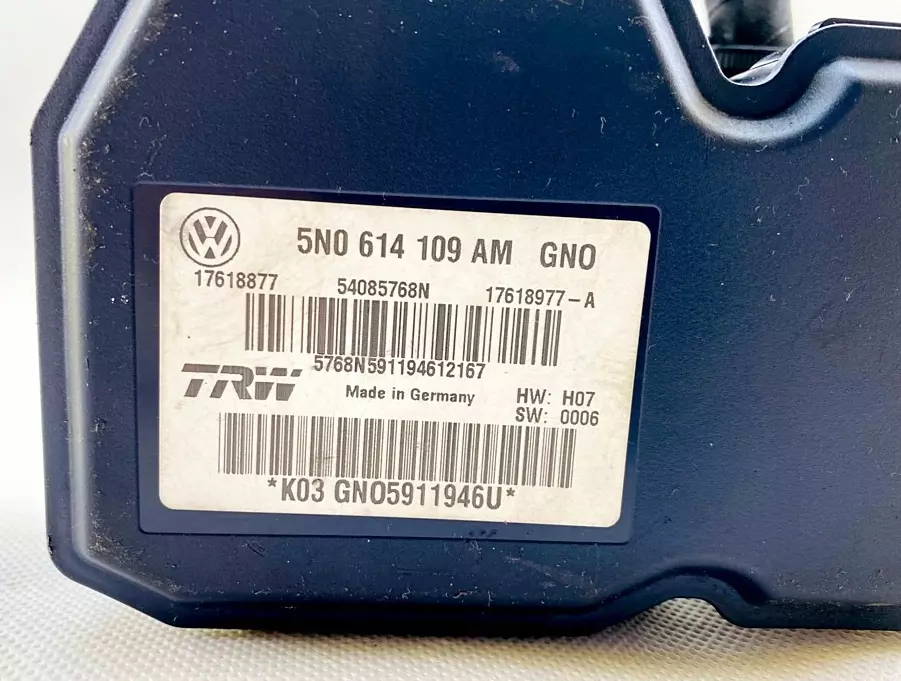 5N0 614 109 AM GNO
17618877 54085768N 17618977-A
5768N591194612167
TRW Made in Germany HW: H07
SW: 0006
*K03 GNO5911946U*